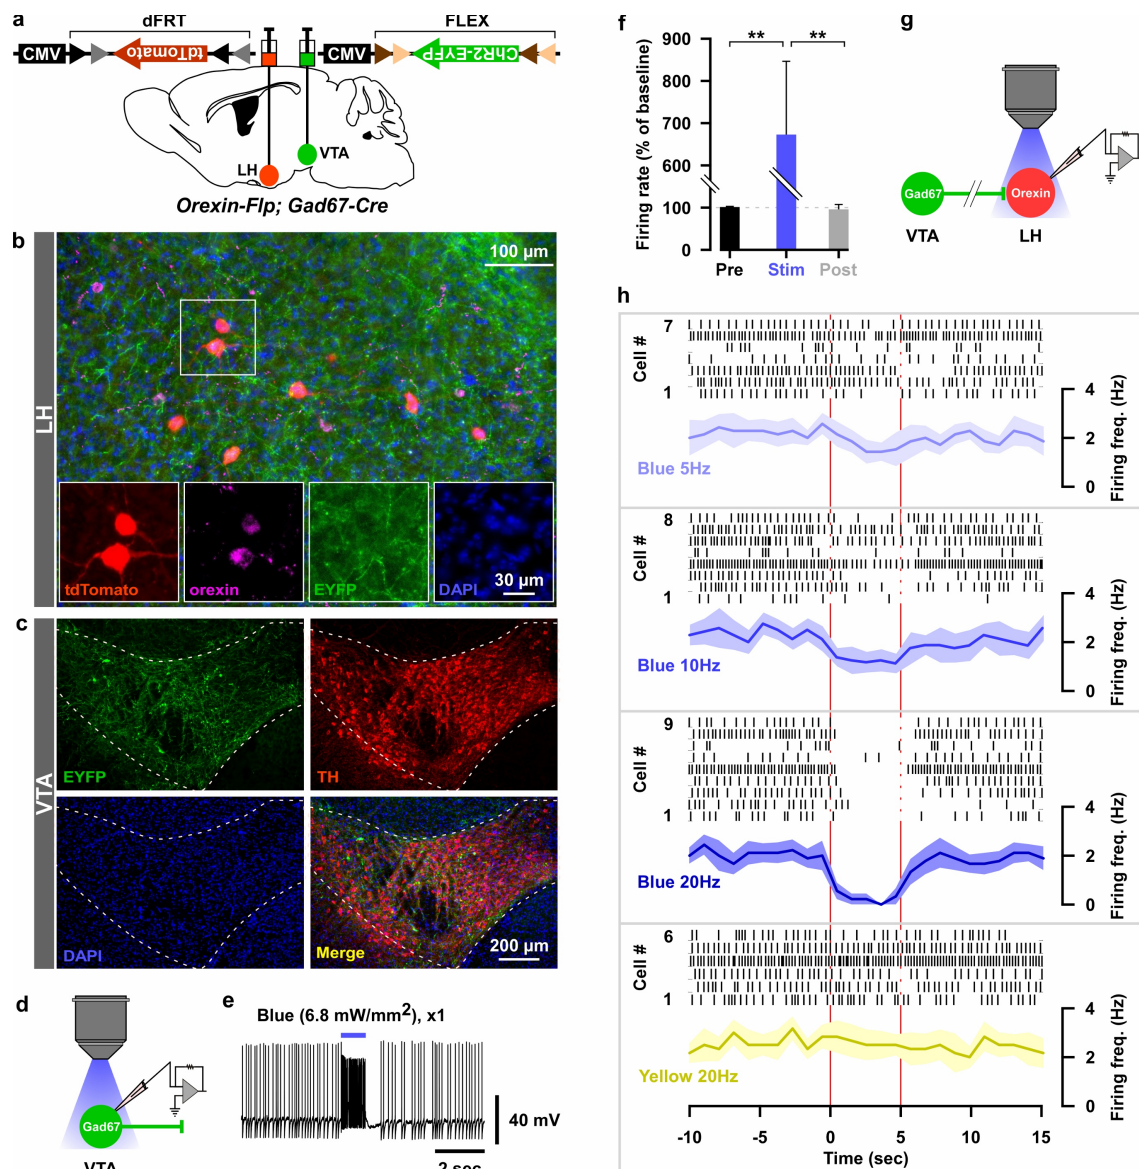 a
dFRT
FLEX
CMV
tdTomato
CMV
ChR2-EYFP
VTA
LH
Orexin-Flp; Gad67-Cre
b
LH
100 µm
tdTomato
orexin
EYFP
DAPI
30 µm
c
VTA
EYFP
TH
DAPI
Merge
200 µm
d
Gad67
VTA
e
Blue (6.8 mW/mm²), x1
40 mV
2 sec
f
Firing rate (% of baseline)
900
800
700
600
100
0
**
**
Pre
Stim
Post
g
Gad67
Orexin
VTA
LH
h
7
Cell #
1
4
2
0
Firing freq. (Hz)
Blue 5Hz
8
Cell #
1
4
2
0
Firing freq. (Hz)
Blue 10Hz
9
Cell #
1
4
2
0
Firing freq. (Hz)
Blue 20Hz
6
Cell #
1
4
2
0
Firing freq. (Hz)
Yellow 20Hz
-10
-5
0
5
10
15
Time (sec)